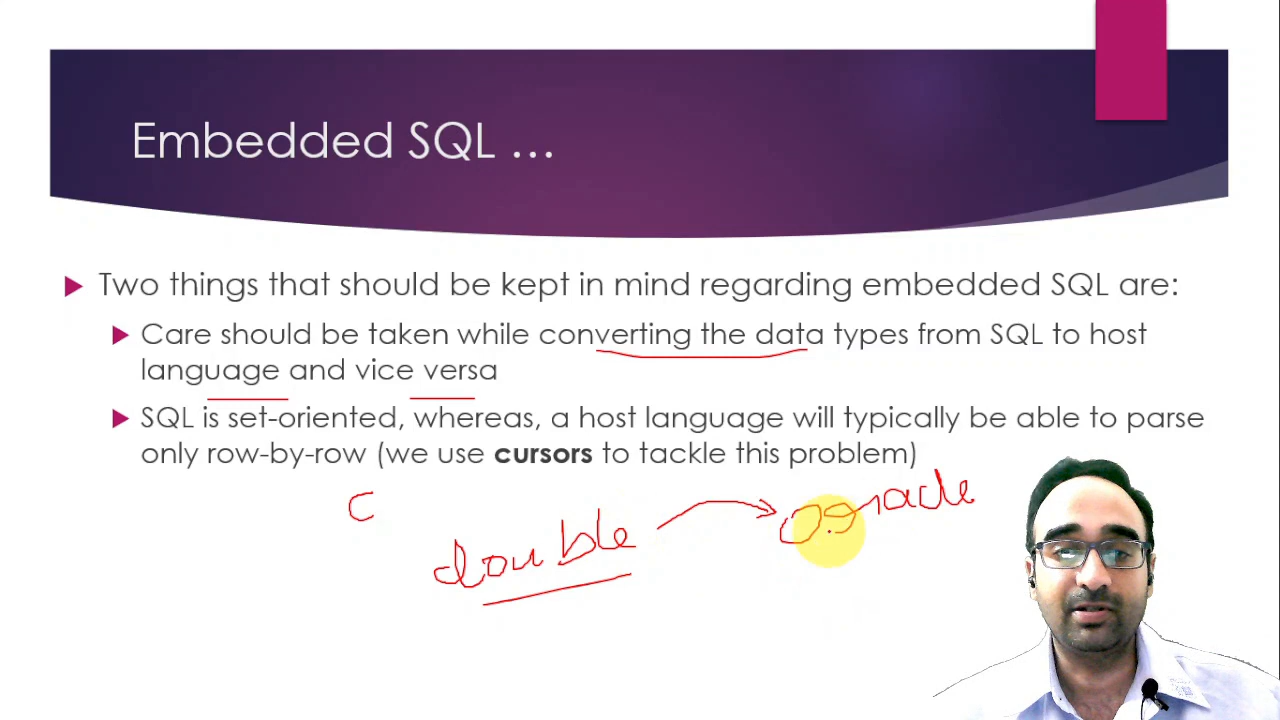 Embedded SQL …
Two things that should be kept in mind regarding embedded SQL are:
Care should be taken while converting the data types from SQL to host
language and vice versa
SQL is set-oriented, whereas, a host language will typically be able to parse
only row-by-row (we use cursors to tackle this problem)
C
double
oracle